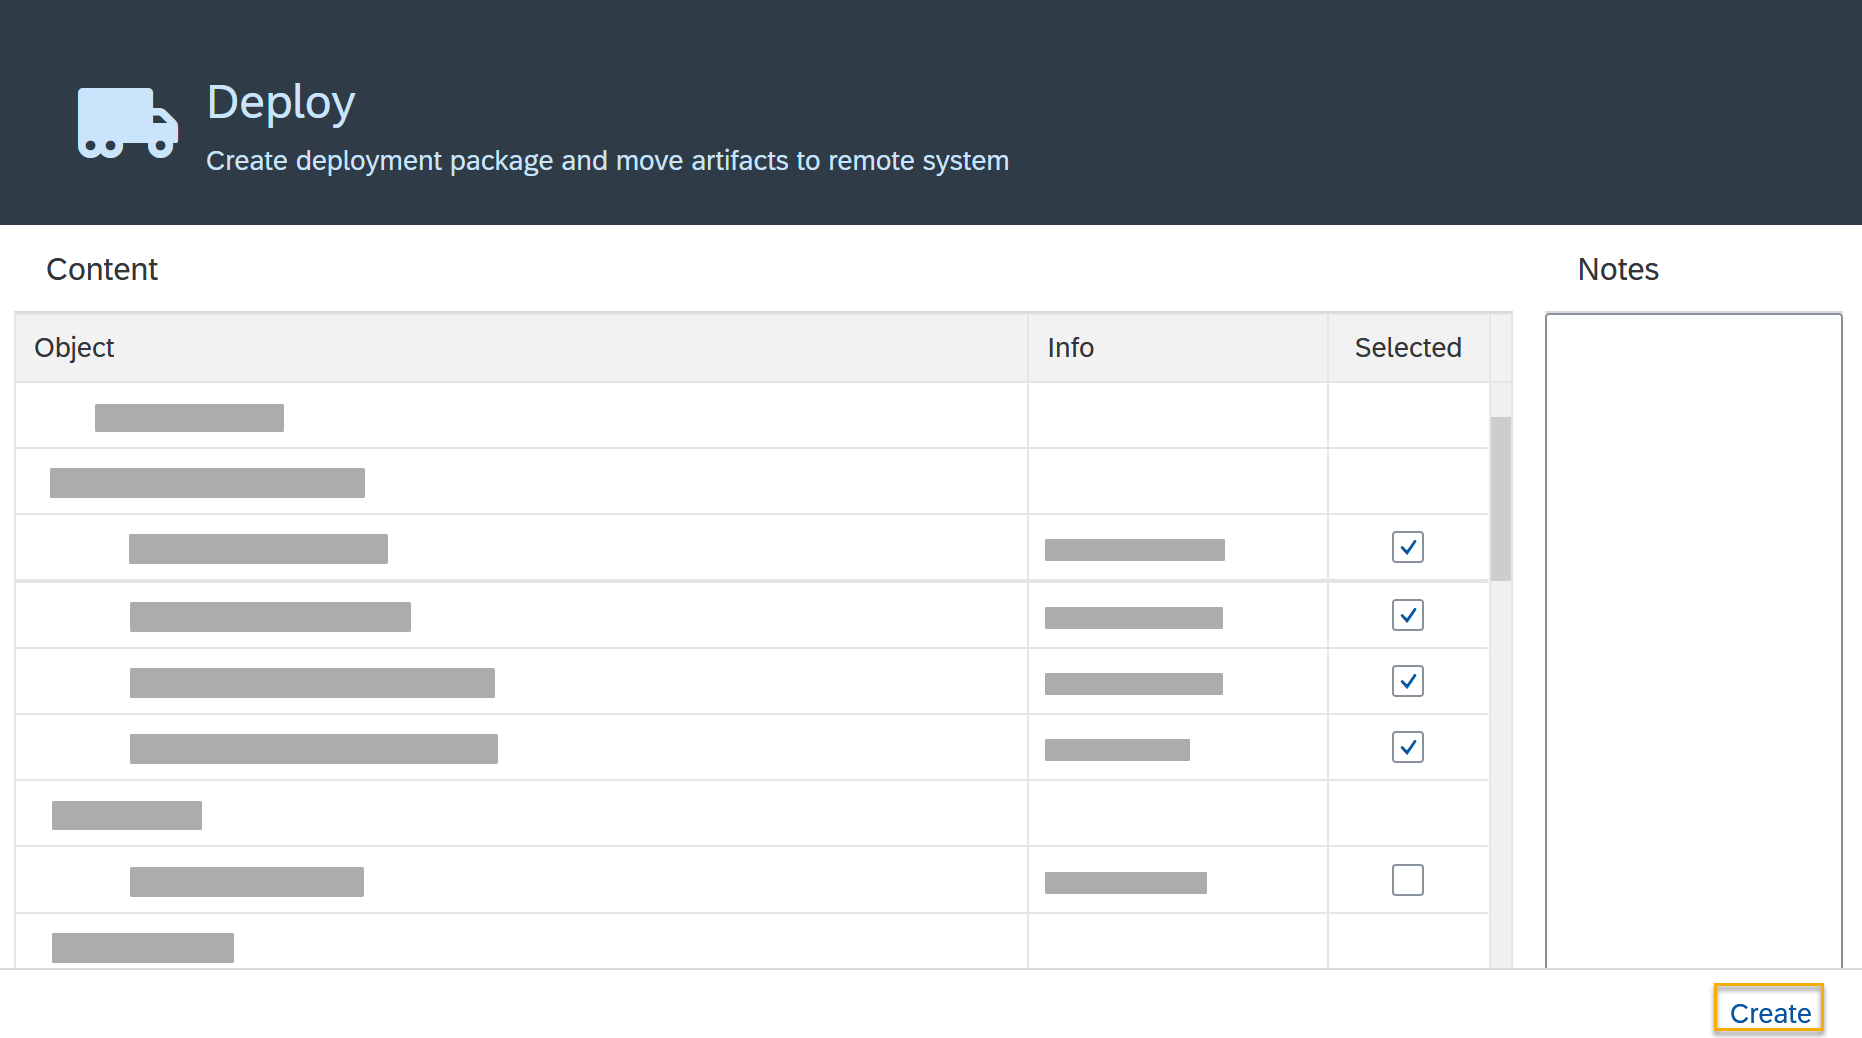 Deploy
Create deployment package and move artifacts to remote system
Content
Notes
Object Info Selected
Create